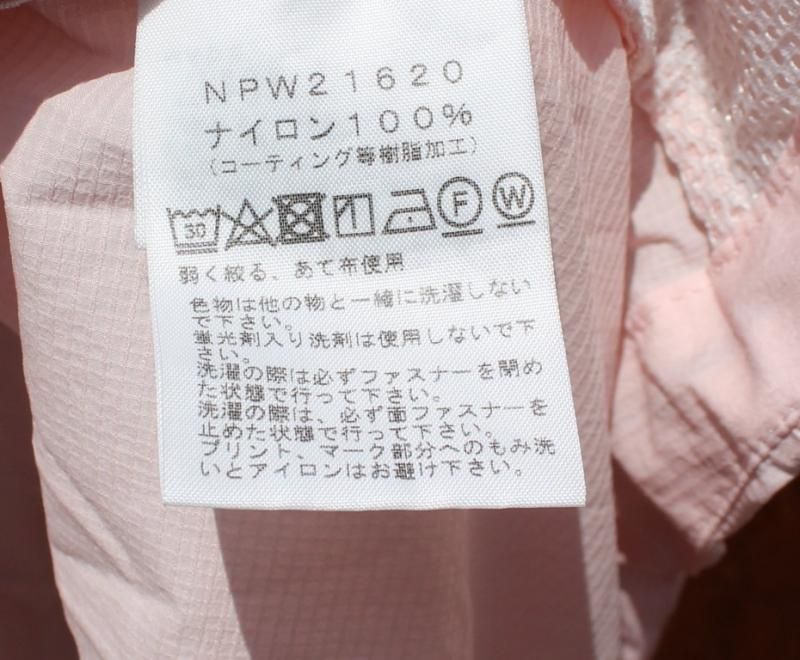 NPW21620
ナイロン100%
(コーティング等樹脂加工)
30 F W
弱く絞る、あて布使用
色物は他の物と一緒に洗濯しない
で下さい。
蛍光剤入り洗剤は使用しないで下
さい。
洗濯の際は必ずファスナーを閉め
た状態で行って下さい。
洗濯の際は、必ず面ファスナーを
止めた状態で行って下さい。
プリント、マーク部分へのもみ洗
いとアイロンはお避け下さい。